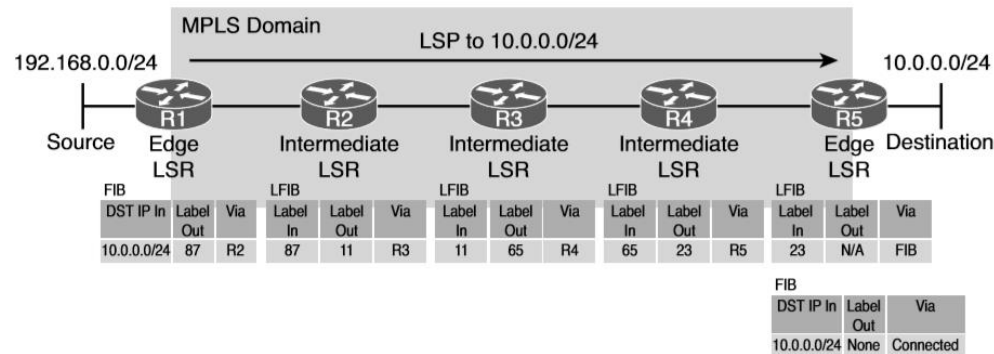 MPLS Domain
LSP to 10.0.0.0/24
192.168.0.0/24
10.0.0.0/24
R1
R2
R3
R4
R5
Source
Edge
LSR
Intermediate
LSR
Intermediate
LSR
Intermediate
LSR
Edge
LSR
Destination
FIB
DST IP In Label Out Via
10.0.0.0/24 87 R2
LFIB
Label In Label Out Via
87 11 R3
LFIB
Label In Label Out Via
11 65 R4
LFIB
Label In Label Out Via
65 23 R5
LFIB
Label In Label Out Via
23 N/A FIB
FIB
DST IP In Label Out Via
10.0.0.0/24 None Connected